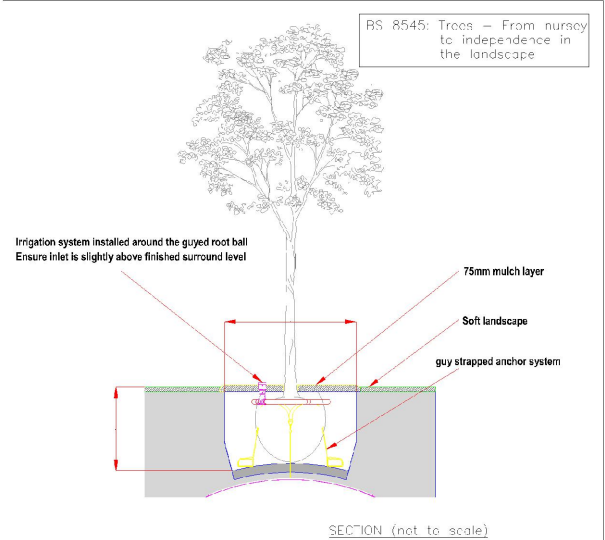 BS 8545: Trees – From nursey
to independence in
the landscape
Irrigation system installed around the guyed root ball
Ensure inlet is slightly above finished surround level
75mm mulch layer
Soft landscape
guy strapped anchor system
SECTION (not to scale)